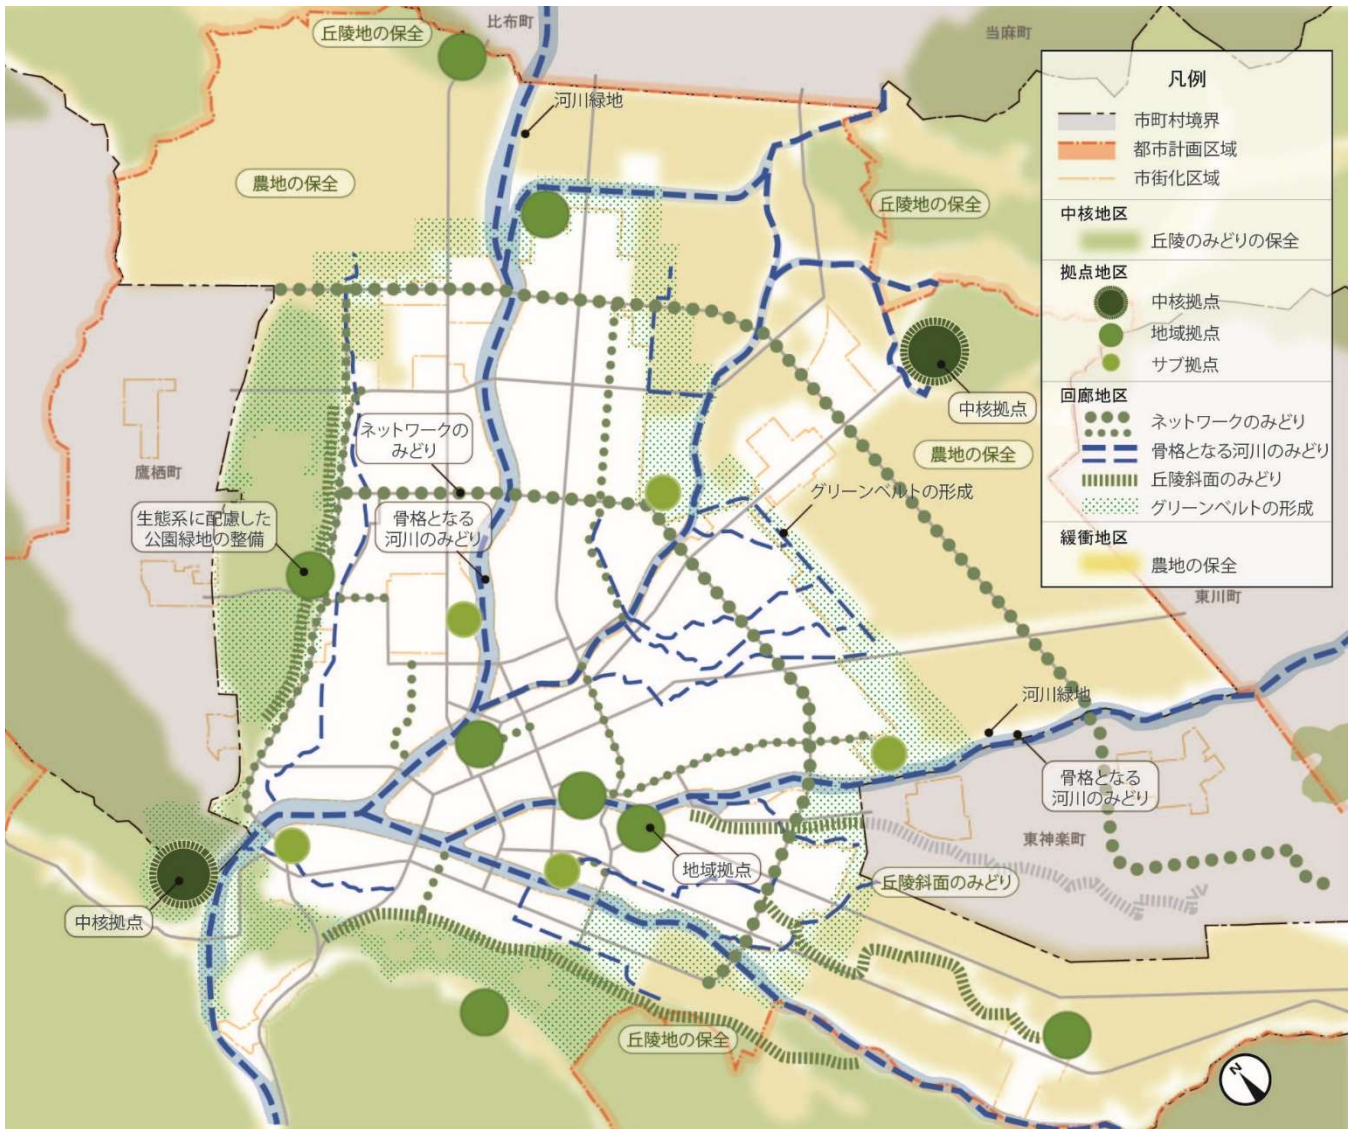 比布町
丘陵地の保全
当麻町
河川緑地
農地の保全
丘陵地の保全
凡例
市町村境界
都市計画区域
市街化区域
中核地区
丘陵のみどりの保全
拠点地区
中核拠点
地域拠点
サブ拠点
回廊地区
ネットワークのみどり
骨格となる河川のみどり
丘陵斜面のみどり
グリーンベルトの形成
緩衝地区
農地の保全
中核拠点
ネットワークの
みどり
農地の保全
鷹栖町
グリーンベルトの形成
生態系に配慮した
公園緑地の整備
骨格となる
河川のみどり
東川町
河川緑地
骨格となる
河川のみどり
東神楽町
地域拠点
丘陵斜面のみどり
中核拠点
丘陵地の保全
N